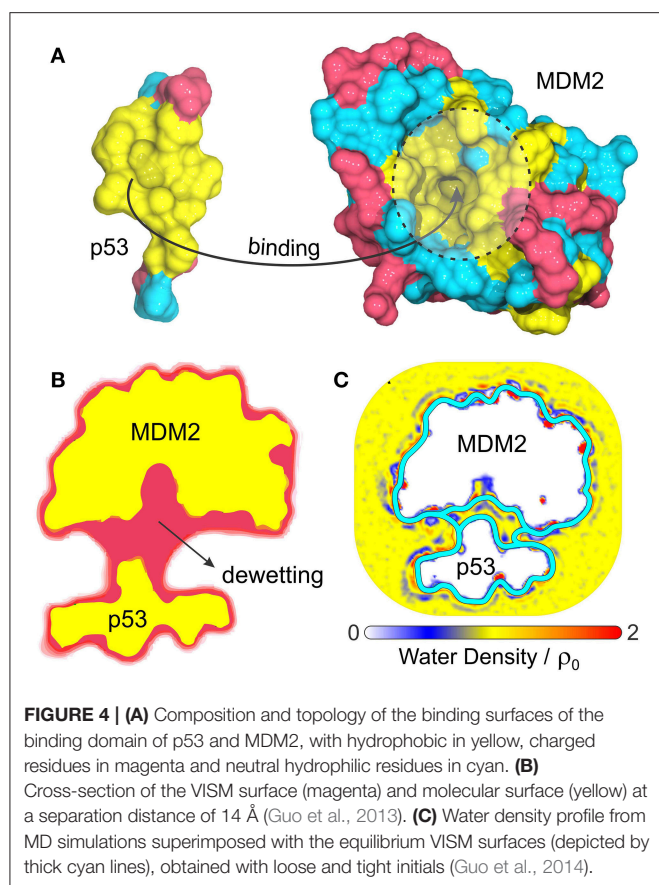 A
MDM2
p53
binding
B
C
MDM2
MDM2
dewetting
p53
p53
0
2
Water Density / ρ0
FIGURE 4 | (A) Composition and topology of the binding surfaces of the
binding domain of p53 and MDM2, with hydrophobic in yellow, charged
residues in magenta and neutral hydrophilic residues in cyan. (B)
Cross-section of the VISM surface (magenta) and molecular surface (yellow) at
a separation distance of 14 Å (Guo et al., 2013). (C) Water density profile from
MD simulations superimposed with the equilibrium VISM surfaces (depicted by
thick cyan lines), obtained with loose and tight initials (Guo et al., 2014).